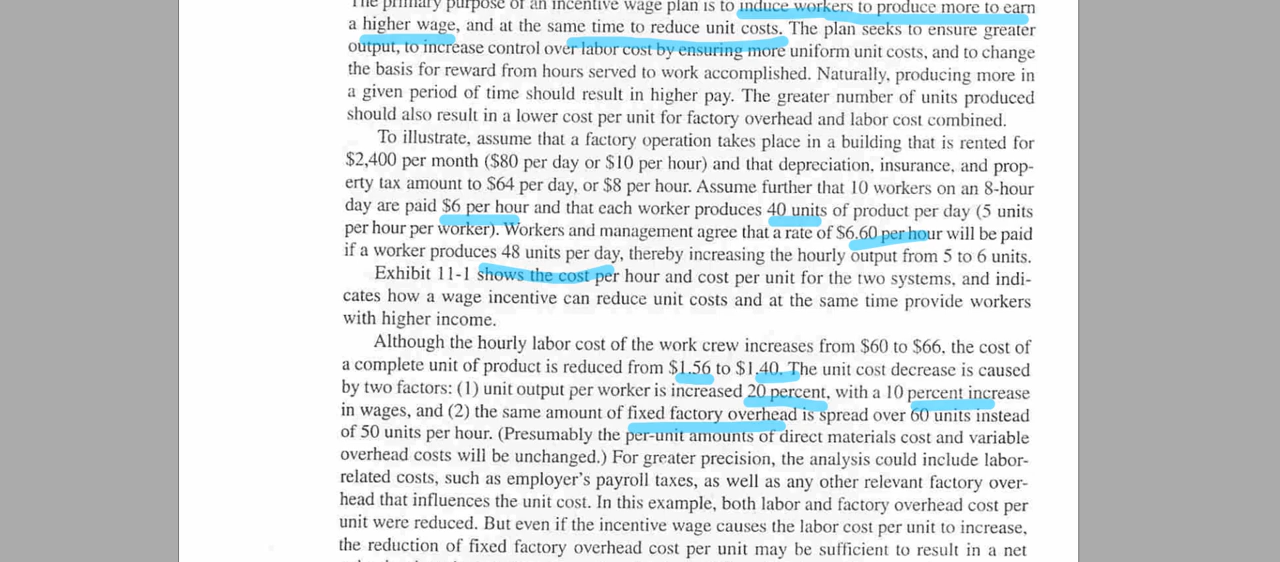 The primary purpose of an incentive wage plan is to induce workers to produce more to earn
a higher wage, and at the same time to reduce unit costs. The plan seeks to ensure greater
output, to increase control over labor cost by ensuring more uniform unit costs, and to change
the basis for reward from hours served to work accomplished. Naturally, producing more in
a given period of time should result in higher pay. The greater number of units produced
should also result in a lower cost per unit for factory overhead and labor cost combined.
To illustrate, assume that a factory operation takes place in a building that is rented for
$2,400 per month ($80 per day or $10 per hour) and that depreciation, insurance, and prop-
erty tax amount to $64 per day, or $8 per hour. Assume further that 10 workers on an 8-hour
day are paid $6 per hour and that each worker produces 40 units of product per day (5 units
per hour per worker). Workers and management agree that a rate of $6.60 per hour will be paid
if a worker produces 48 units per day, thereby increasing the hourly output from 5 to 6 units.
Exhibit 11-1 shows the cost per hour and cost per unit for the two systems, and indi-
cates how a wage incentive can reduce unit costs and at the same time provide workers
with higher income.
Although the hourly labor cost of the work crew increases from $60 to $66, the cost of
a complete unit of product is reduced from $1.56 to $1.40. The unit cost decrease is caused
by two factors: (1) unit output per worker is increased 20 percent, with a 10 percent increase
in wages, and (2) the same amount of fixed factory overhead is spread over 60 units instead
of 50 units per hour. (Presumably the per-unit amounts of direct materials cost and variable
overhead costs will be unchanged.) For greater precision, the analysis could include labor-
related costs, such as employer's payroll taxes, as well as any other relevant factory over-
head that influences the unit cost. In this example, both labor and factory overhead cost per
unit were reduced. But even if the incentive wage causes the labor cost per unit to increase,
the reduction of fixed factory overhead cost per unit may be sufficient to result in a net